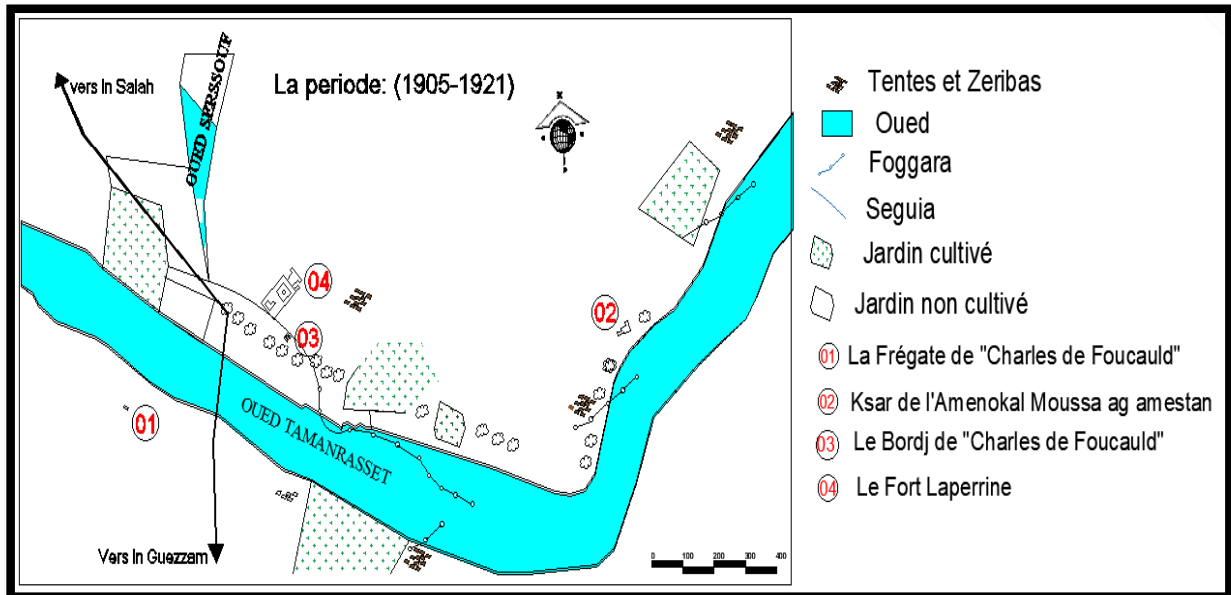 La periode: (1905-1921)
vers In Salah
OUED SERSSOUF
04
03
02
01
OUED TAMANRASSET
Vers In Guezzam
0 100 200 300 400
Tentes et Zeribas
Oued
Foggara
Seguia
Jardin cultivé
Jardin non cultivé
01 La Frégate de "Charles de Foucauld"
02 Ksar de l'Amenokal Moussa ag amestan
03 Le Bordj de "Charles de Foucauld"
04 Le Fort Laperrine